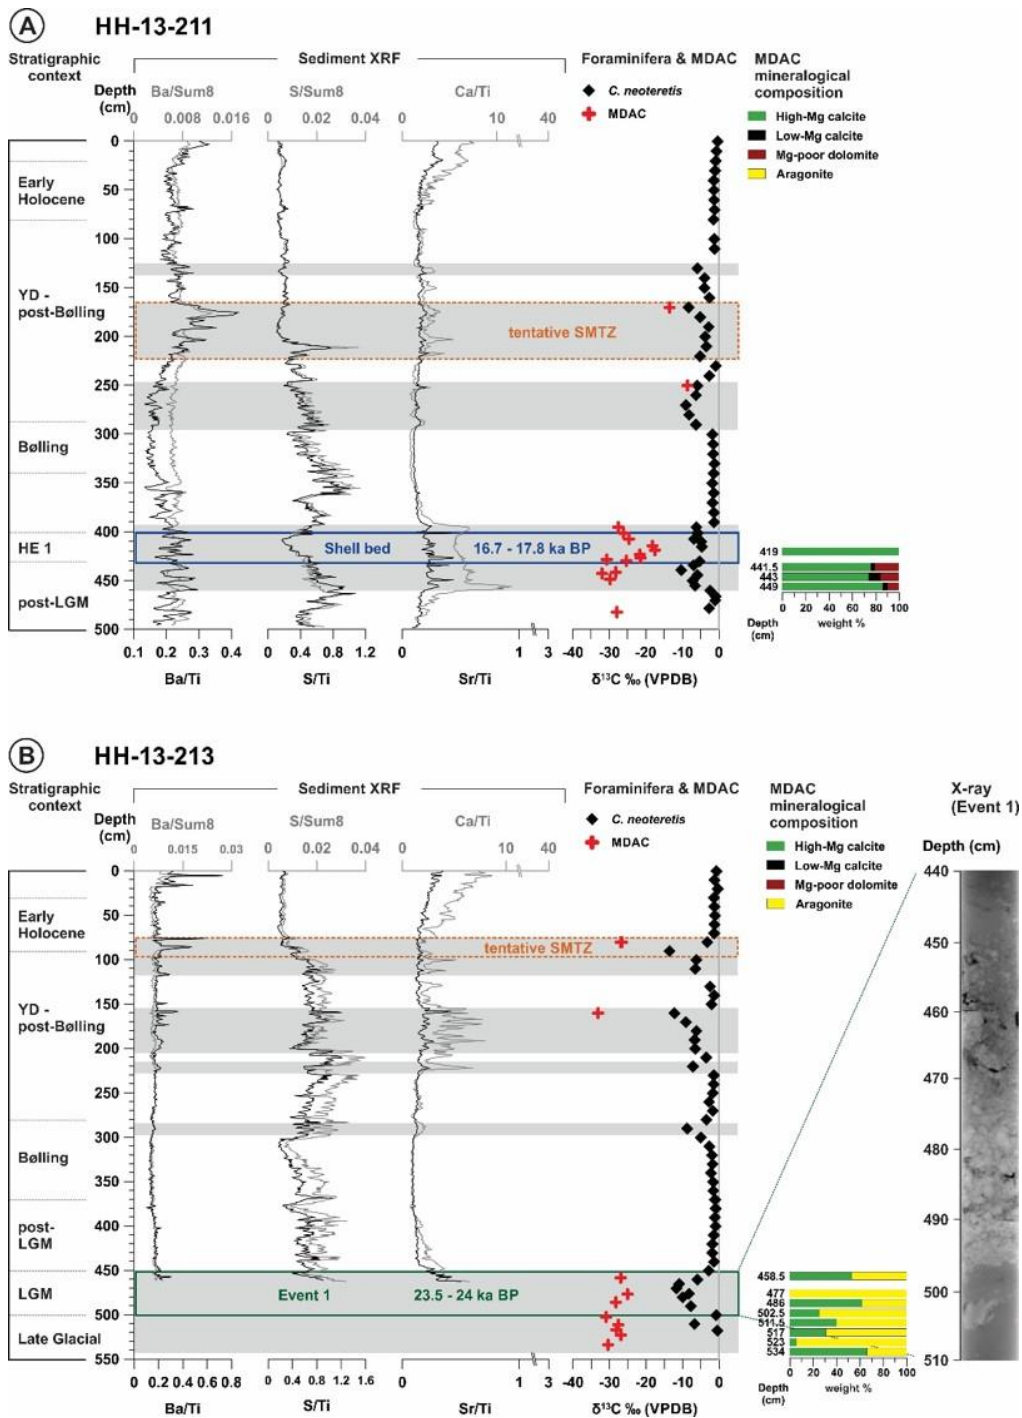 A HH-13-211
Stratigraphic context
Sediment XRF
Foraminifera & MDAC
MDAC mineralogical composition
Depth (cm)
Ba/Sum8
S/Sum8
Ca/Ti
C. neoteretis
MDAC
High-Mg calcite
Low-Mg calcite
Mg-poor dolomite
Aragonite
0 0.008 0.016
0 0.02 0.04
0 10 40
0
50
100
150
200
250
300
350
400
450
500
Early Holocene
YD - post-Bølling
Bølling
HE 1
post-LGM
tentative SMTZ
Shell bed
16.7 - 17.8 ka BP
419
441.5
443
449
0 20 40 60 80 100
Depth (cm)
weight %
0.1 0.2 0.3 0.4
0 0.4 0.8 1.2
0 1 3
-40 -30 -20 -10 0
Ba/Ti
S/Ti
Sr/Ti
δ¹³C ‰ (VPDB)
B HH-13-213
Stratigraphic context
Sediment XRF
Foraminifera & MDAC
MDAC mineralogical composition
X-ray (Event 1)
Depth (cm)
Ba/Sum8
S/Sum8
Ca/Ti
C. neoteretis
MDAC
High-Mg calcite
Low-Mg calcite
Mg-poor dolomite
Aragonite
Depth (cm)
0 0.015 0.03
0 0.02 0.04
0 10 40
0
50
100
150
200
250
300
350
400
450
500
550
Early Holocene
YD - post-Bølling
Bølling
post-LGM
LGM
Late Glacial
tentative SMTZ
Event 1
23.5 - 24 ka BP
440
450
460
470
480
490
500
510
458.5
477
486
502.5
511.5
517
523
534
0 20 40 60 80 100
Depth (cm)
weight %
0 0.2 0.4 0.6 0.8
0 0.4 0.8 1.2 1.6
0 1 3
-40 -30 -20 -10 0
Ba/Ti
S/Ti
Sr/Ti
δ¹³C ‰ (VPDB)